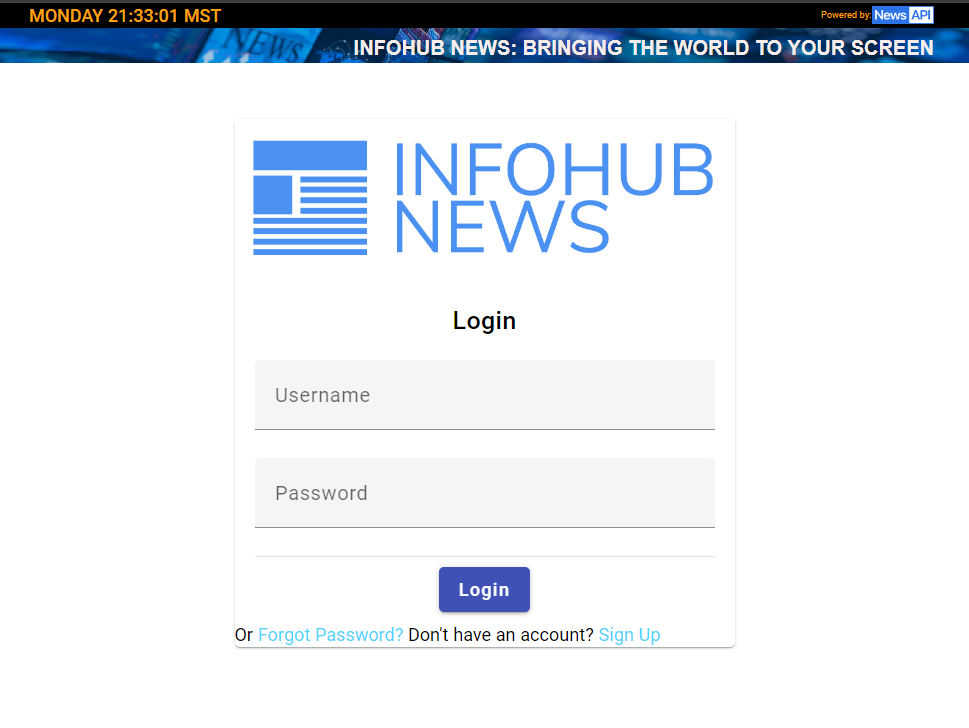 MONDAY 21:33:01 MST
Powered by: News API
NEWS
INFOHUB NEWS: BRINGING THE WORLD TO YOUR SCREEN
INFOHUB
NEWS
Login
Username
Password
Login
Or Forgot Password? Don't have an account? Sign Up